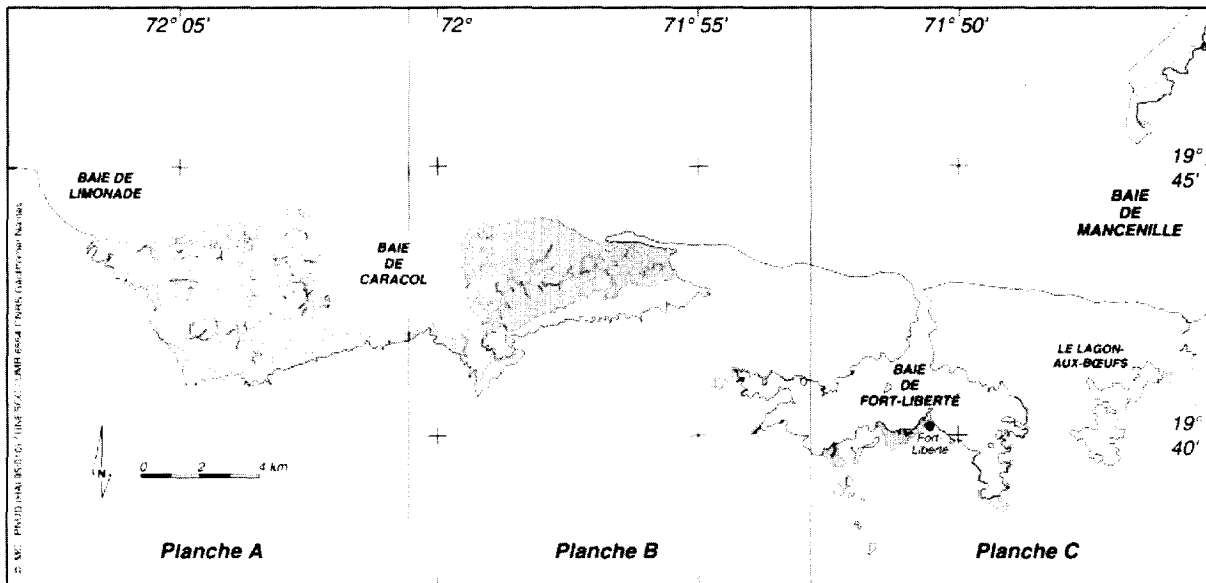 72° 05'
72°
71° 55'
71° 50'
19°
45'
BAIE DE
LIMONADE
BAIE
DE
CARACOL
BAIE
DE
MANCENILLE
LE LAGON-
AUX-BŒUFS
BAIE
DE
FORT-LIBERTÉ
Fort-
Liberté
19°
40'
N
0 2 4 km
Planche A
Planche B
Planche C